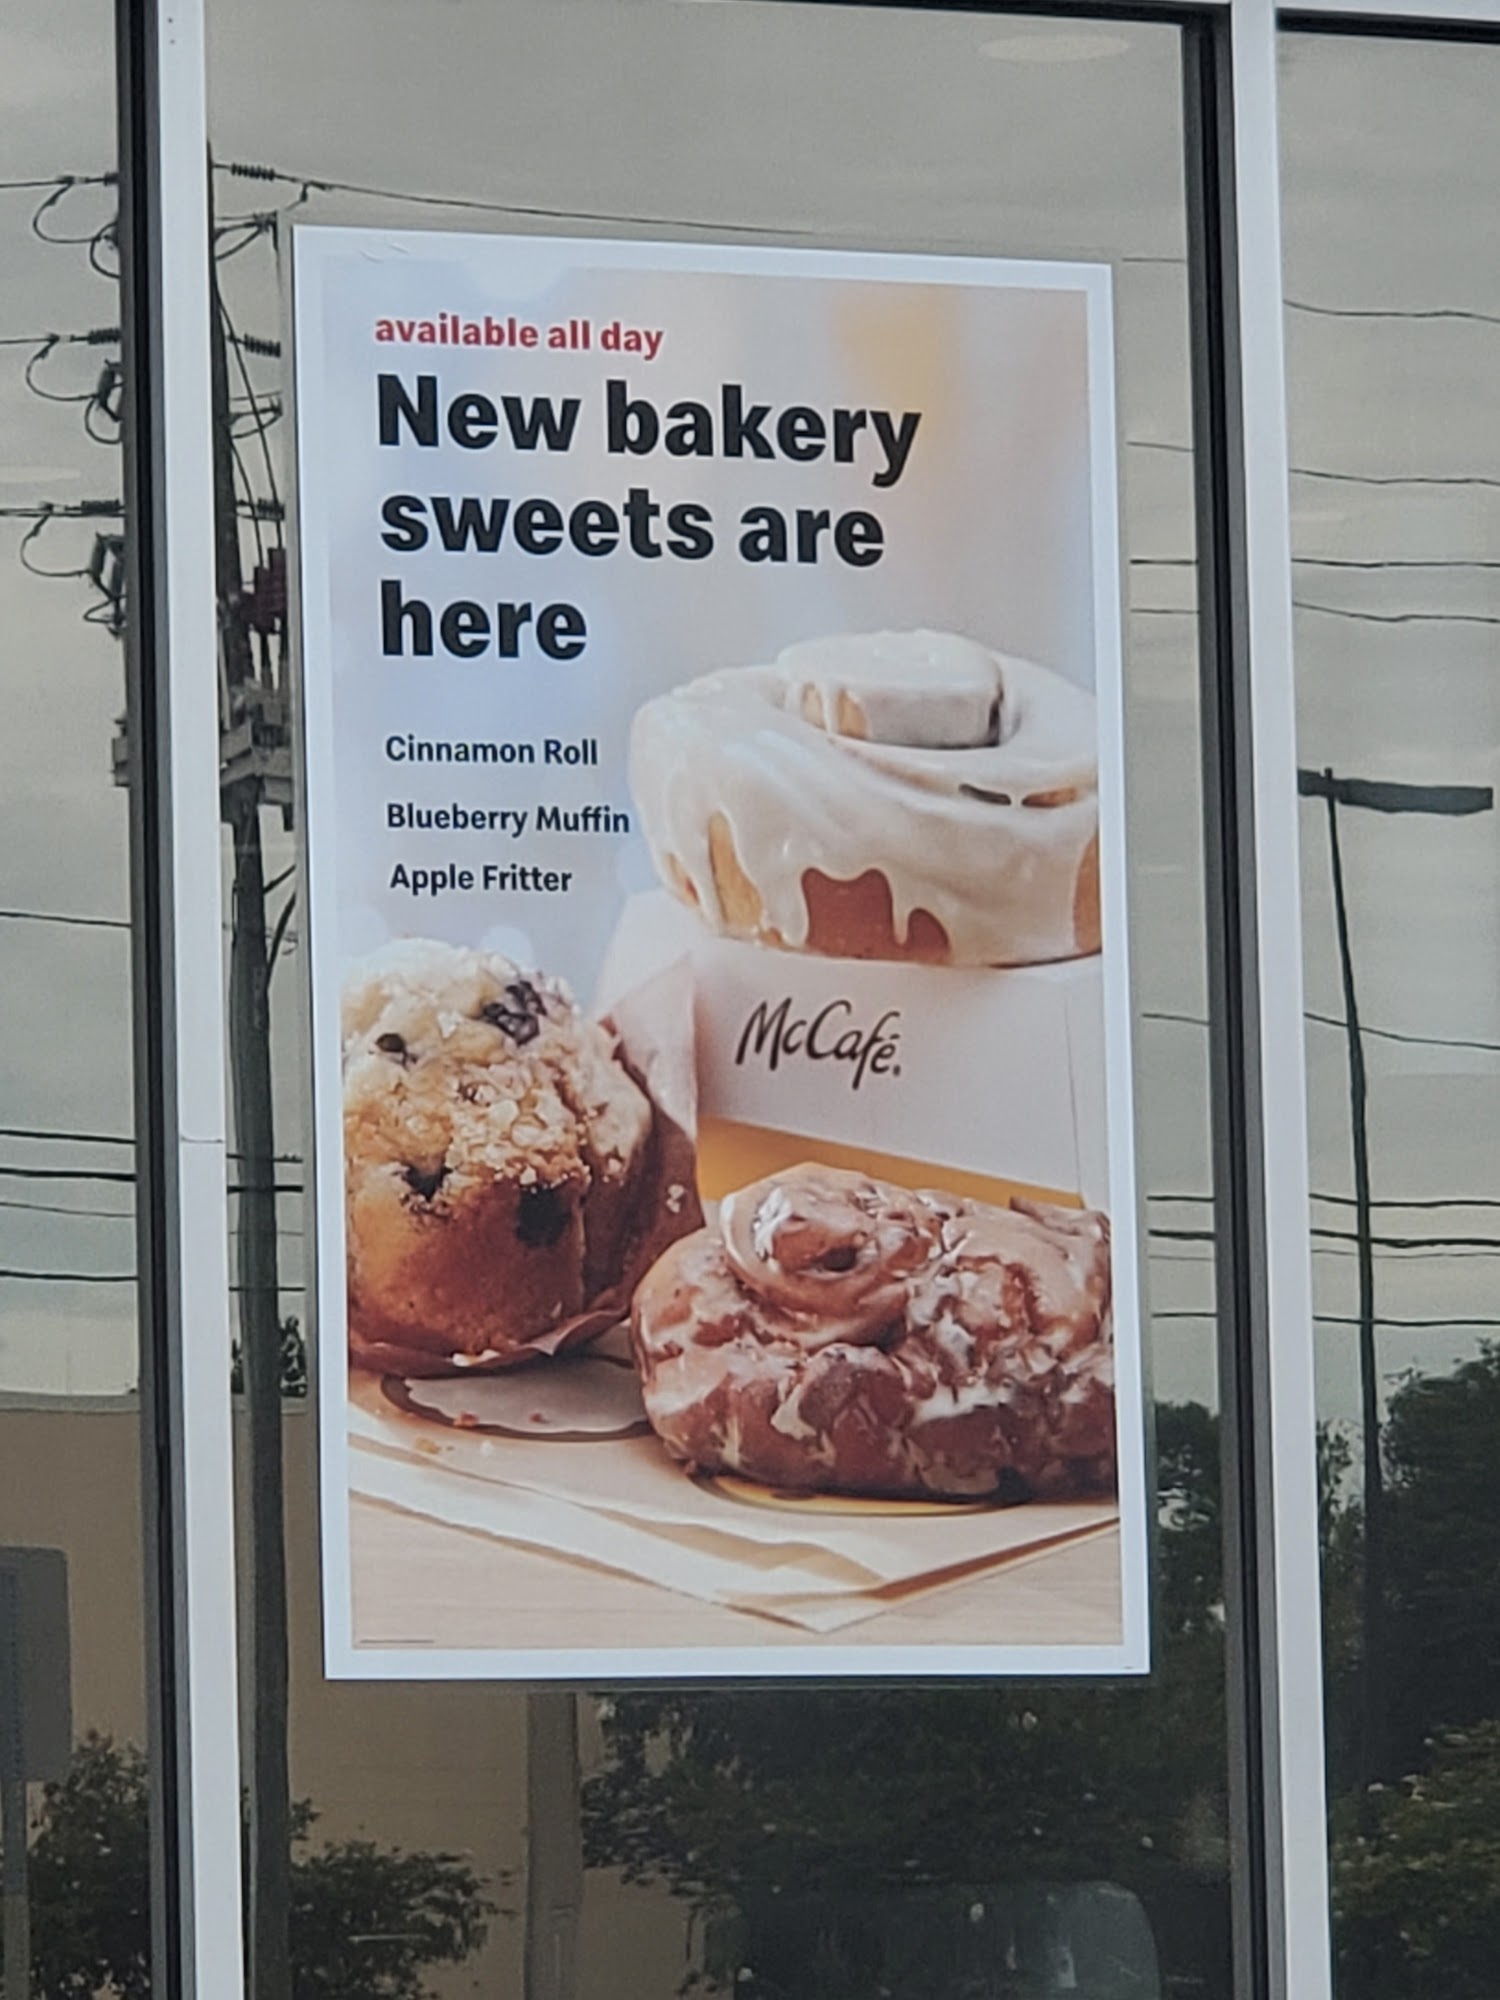 available all day
New bakery
sweets are
here
Cinnamon Roll
Blueberry Muffin
Apple Fritter
McCafé®